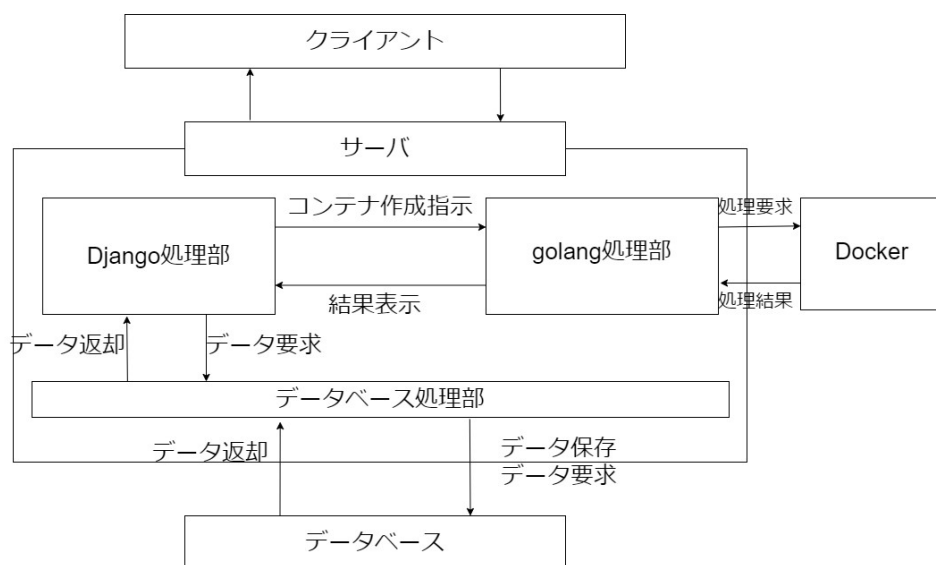 クライアント
サーバ
コンテナ作成指示
処理要求
Django処理部
golang処理部
Docker
結果表示
処理結果
データ返却
データ要求
データベース処理部
データ返却
データ保存
データ要求
データベース